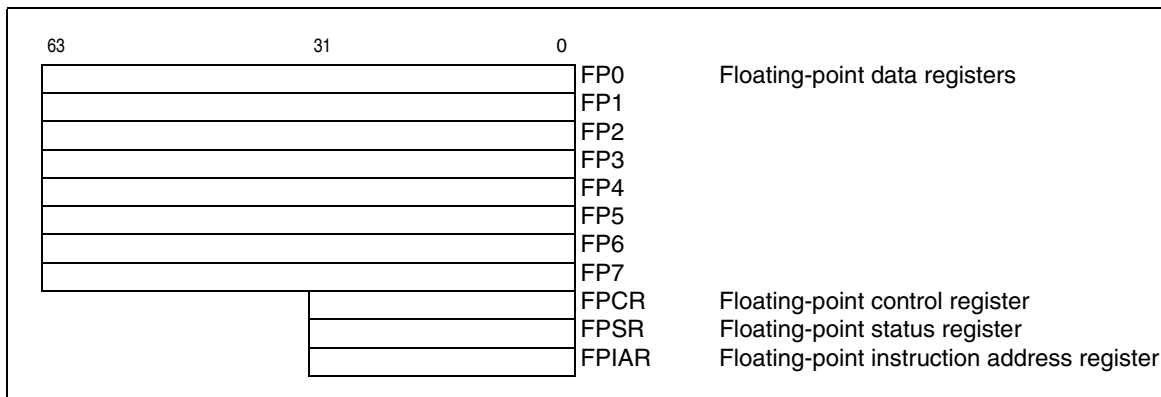 63 31 0
FP0 Floating-point data registers
FP1
FP2
FP3
FP4
FP5
FP6
FP7
FPCR Floating-point control register
FPSR Floating-point status register
FPIAR Floating-point instruction address register